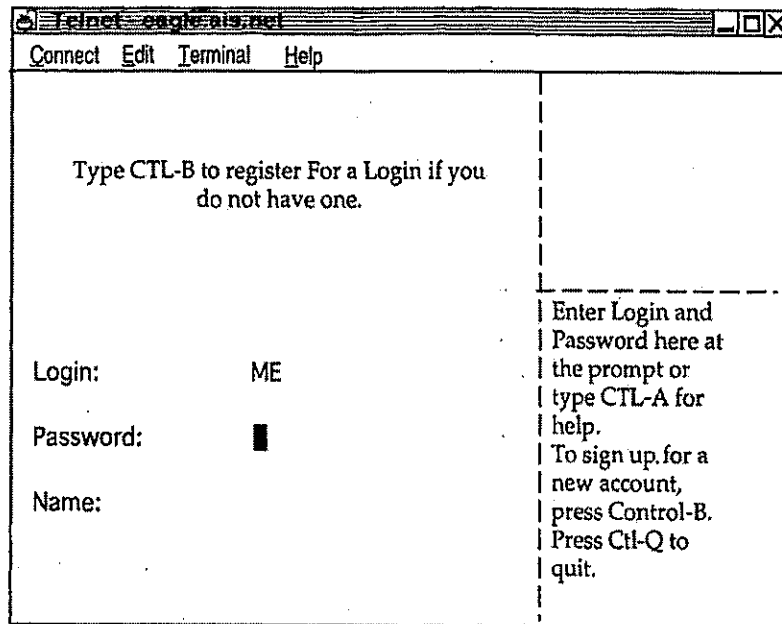 Telnet - eagle.ais.net
Connect Edit Terminal Help
Type CTL-B to register For a Login if you
do not have one.
Login: ME
Password:
Name:
Enter Login and
Password here at
the prompt or
type CTL-A for
help.
To sign up for a
new account,
press Control-B.
Press Ctl-Q to
quit.